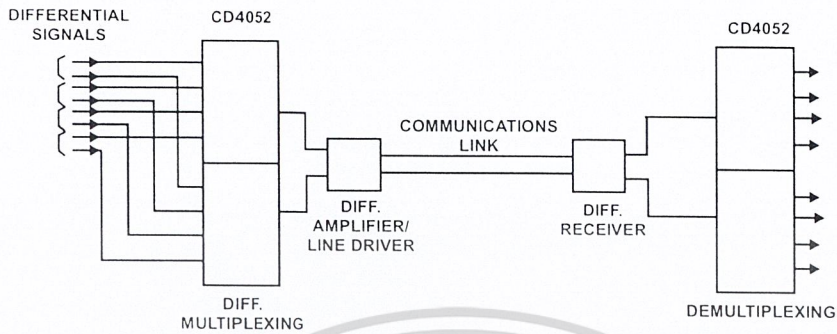 DIFFERENTIAL
SIGNALS
CD4052
CD4052
COMMUNICATIONS
LINK
DIFF.
AMPLIFIER/
LINE DRIVER
DIFF.
RECEIVER
DIFF.
MULTIPLEXING
DEMULTIPLEXING